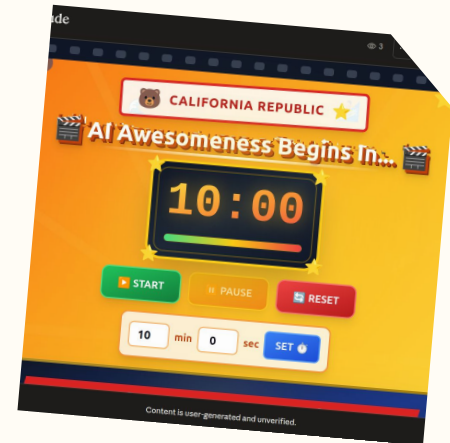 3
CALIFORNIA REPUBLIC
AI Awesomeness Begins In...
10:00
START
PAUSE
RESET
10 min 0 sec SET
Content is user-generated and unverified.